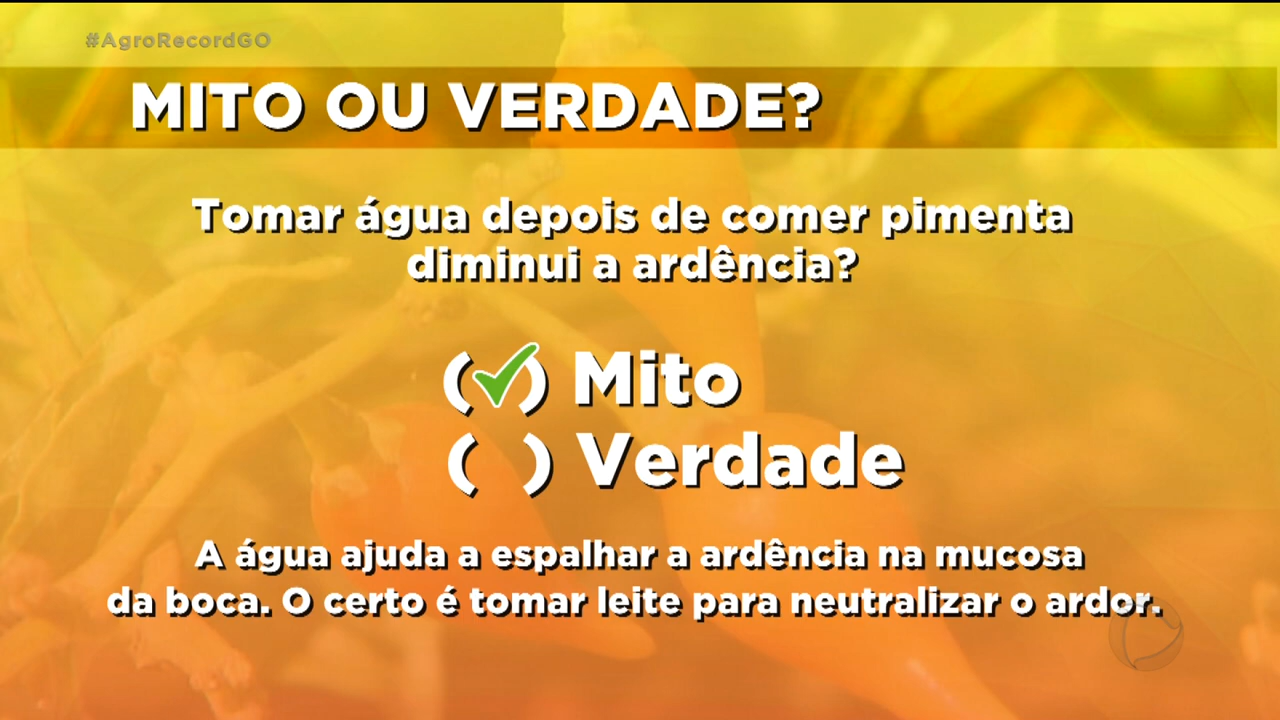 #AgroRecordGO
MITO OU VERDADE?
Tomar água depois de comer pimenta
diminui a ardência?
(✓) Mito
( ) Verdade
A água ajuda a espalhar a ardência na mucosa
da boca. O certo é tomar leite para neutralizar o ardor.